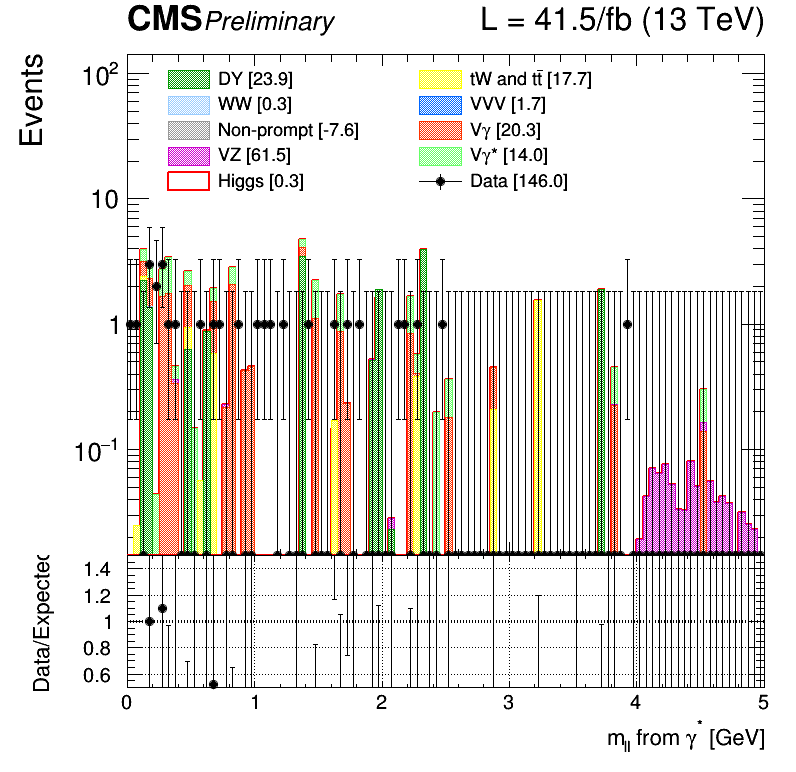 CMS Preliminary L = 41.5/fb (13 TeV)
Events
10²
10
1
10⁻¹
DY [23.9]
WW [0.3]
Non-prompt [-7.6]
VZ [61.5]
Higgs [0.3]
tW and tt̄ [17.7]
VVV [1.7]
Vγ [20.3]
Vγ* [14.0]
Data [146.0]
Data/Expected
1.4
1.2
1
0.8
0.6
0 1 2 3 4 5
m_ll from γ* [GeV]